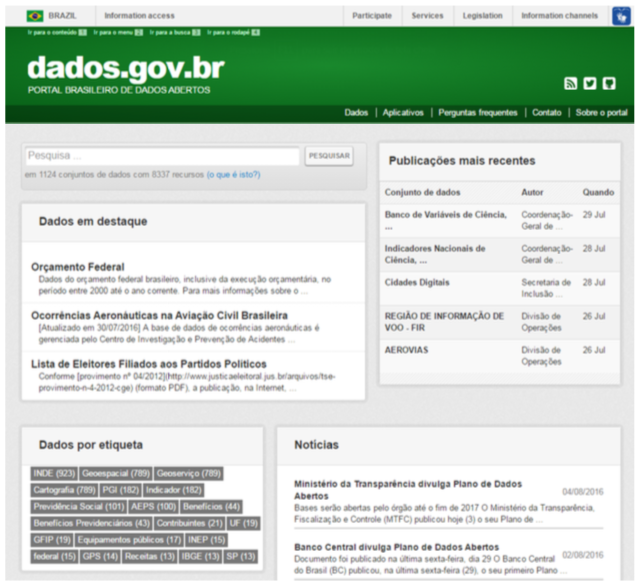 BRAZIL Information access Participate Services Legislation Information channels
Ir para o conteúdo 1 Ir para o menu 2 Ir para a busca 3 Ir para o rodapé 4
dados.gov.br
PORTAL BRASILEIRO DE DADOS ABERTOS
Dados | Aplicativos | Perguntas frequentes | Contato | Sobre o portal
Pesquisa ... PESQUISAR
em 1124 conjuntos de dados com 6337 recursos (o que é isto?)
Dados em destaque
Orçamento Federal
Dados do orçamento federal brasileiro, inclusive da execução orçamentária, no
período entre 2000 até o ano corrente. Para mais informações sobre o ...
Ocorrências Aeronáuticas na Aviação Civil Brasileira
[Atualizado em 30/07/2016] A base de dados de ocorrências aeronáuticas é
gerenciada pelo Centro de Investigação e Prevenção de Acidentes ...
Lista de Eleitores Filiados aos Partidos Políticos
Conforme [provimento nº 04/2012](http://www.justicaeleitoral.jus.br/arquivos/tse-
provimento-n-4-2012-cge) (formato PDF), a publicação, na Internet, ...
Publicações mais recentes
Conjunto de dados Autor Quando
Banco de Variáveis de Ciência, Coordenação- 29 Jul
... Geral de ...
Indicadores Nacionais de Coordenação- 28 Jul
Ciência, ... Geral de ...
Cidades Digitais Secretaria de 28 Jul
Inclusão ...
REGIÃO DE INFORMAÇÃO DE Divisão de 26 Jul
VOO - FIR Operações
AEROVIAS Divisão de 26 Jul
Operações
Dados por etiqueta
INDE (923) Geoespacial (789) Geoserviço (789)
Cartografia (789) PGI (182) Indicador (182)
Previdência Social (101) AEPS (100) Benefícios (44)
Benefícios Previdenciários (43) Contribuintes (21) UF (19)
GFIP (19) Equipamentos públicos (17) INEP (15)
federal (15) GPS (14) Receitas (13) IBGE (13) SP (13)
Notícias
Ministério da Transparência divulga Plano de Dados 04/08/2016
Abertos
Bases serão abertas pelo órgão até o fim de 2017 O Ministério da Transparência,
Fiscalização e Controle (MTFC) publicou hoje (3) o seu Plano de ...
Banco Central divulga Plano de Dados Abertos 02/08/2016
Documento foi publicado na última sexta-feira, dia 29 O Banco Central
do Brasil (BC) publicou, na última sexta-feira (29), o seu primeiro Plano ...